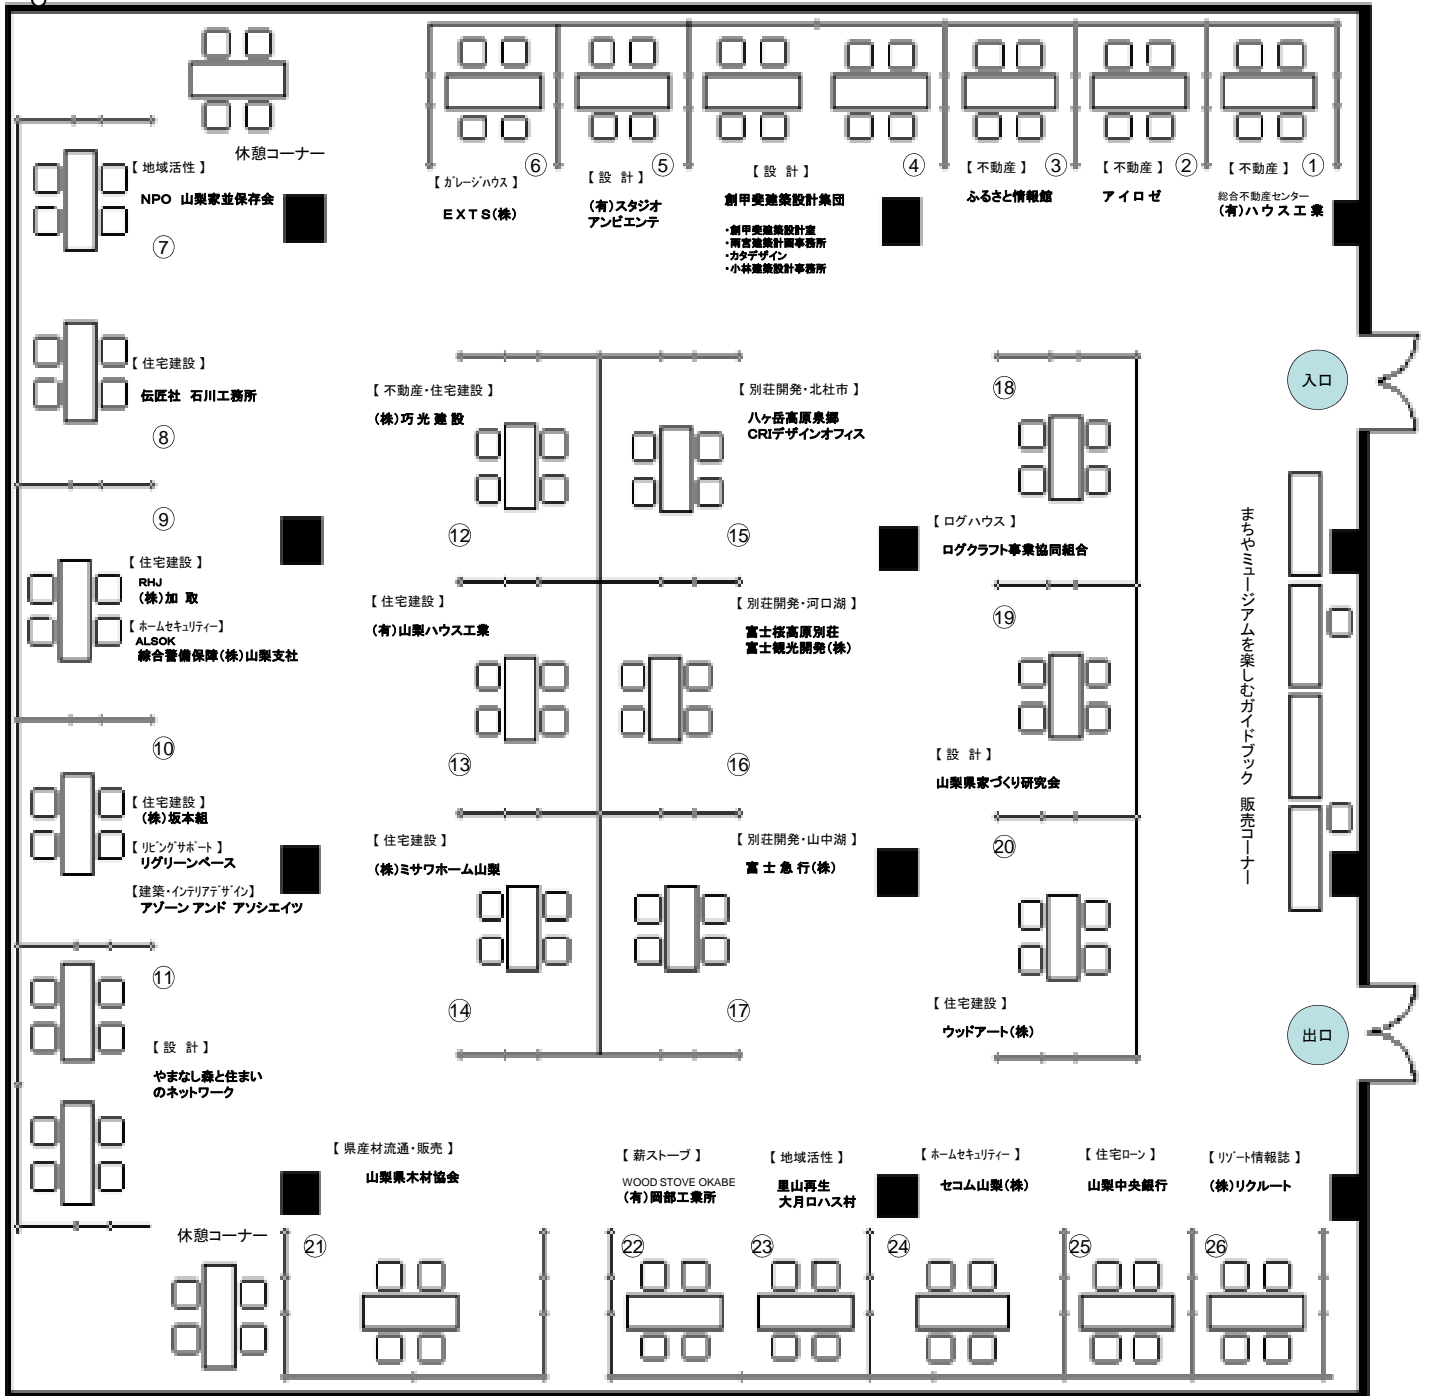 休憩コーナー
⑥
【 ガレージハウス 】
EXTS(株)
⑤
【 設 計 】
(有)スタジオ
アンビエンテ
④
【 設 計 】
創甲斐建築設計集団
・創甲斐建築設計室
・雨宮建築計画事務所
・カタデザイン
・小林建築設計事務所
③
【 不動産 】
ふるさと情報館
②
【 不動産 】
アイロゼ
①
【 不動産 】
総合不動産センター
(有)ハウス工業
【 地域活性 】
NPO 山梨家並保存会
⑦
【 住宅建設 】
伝匠社 石川工務所
⑧
⑨
【 住宅建設 】
RHJ
(株)加 取
【 ホームセキュリティー】
ALSOK
綜合警備保障(株)山梨支社
⑩
【 住宅建設 】
(株)坂本組
【 リビングサポート 】
リグリーンベース
【建築・インテリアデザイン】
アゾーン アンド アソシエイツ
⑪
【 設 計 】
やまなし森と住まい
のネットワーク
【 不動産・住宅建設 】
(株)巧光建設
⑫
【 住宅建設 】
(有)山梨ハウス工業
⑬
【 住宅建設 】
(株)ミサワホーム山梨
⑭
【 別荘開発・北杜市 】
八ヶ岳高原泉郷
CRIデザインオフィス
⑮
【 別荘開発・河口湖 】
富士桜高原別荘
富士観光開発(株)
⑯
【 別荘開発・山中湖 】
富士急行(株)
⑰
⑱
【 ログハウス 】
ログクラフト事業協同組合
⑲
【 設 計 】
山梨県家づくり研究会
⑳
【 住宅建設 】
ウッドアート(株)
入口
まちやミュージアムを楽しむガイドブック 販売コーナー
出口
休憩コーナー
【 県産材流通・販売 】
山梨県木材協会
㉑
【 薪ストーブ 】
WOOD STOVE OKABE
(有)岡部工業所
㉒
【 地域活性 】
里山再生
大月ロハス村
㉓
【 ホームセキュリティー 】
セコム山梨(株)
㉔
【 住宅ローン 】
山梨中央銀行
㉕
【 リゾート情報誌 】
(株)リクルート
㉖